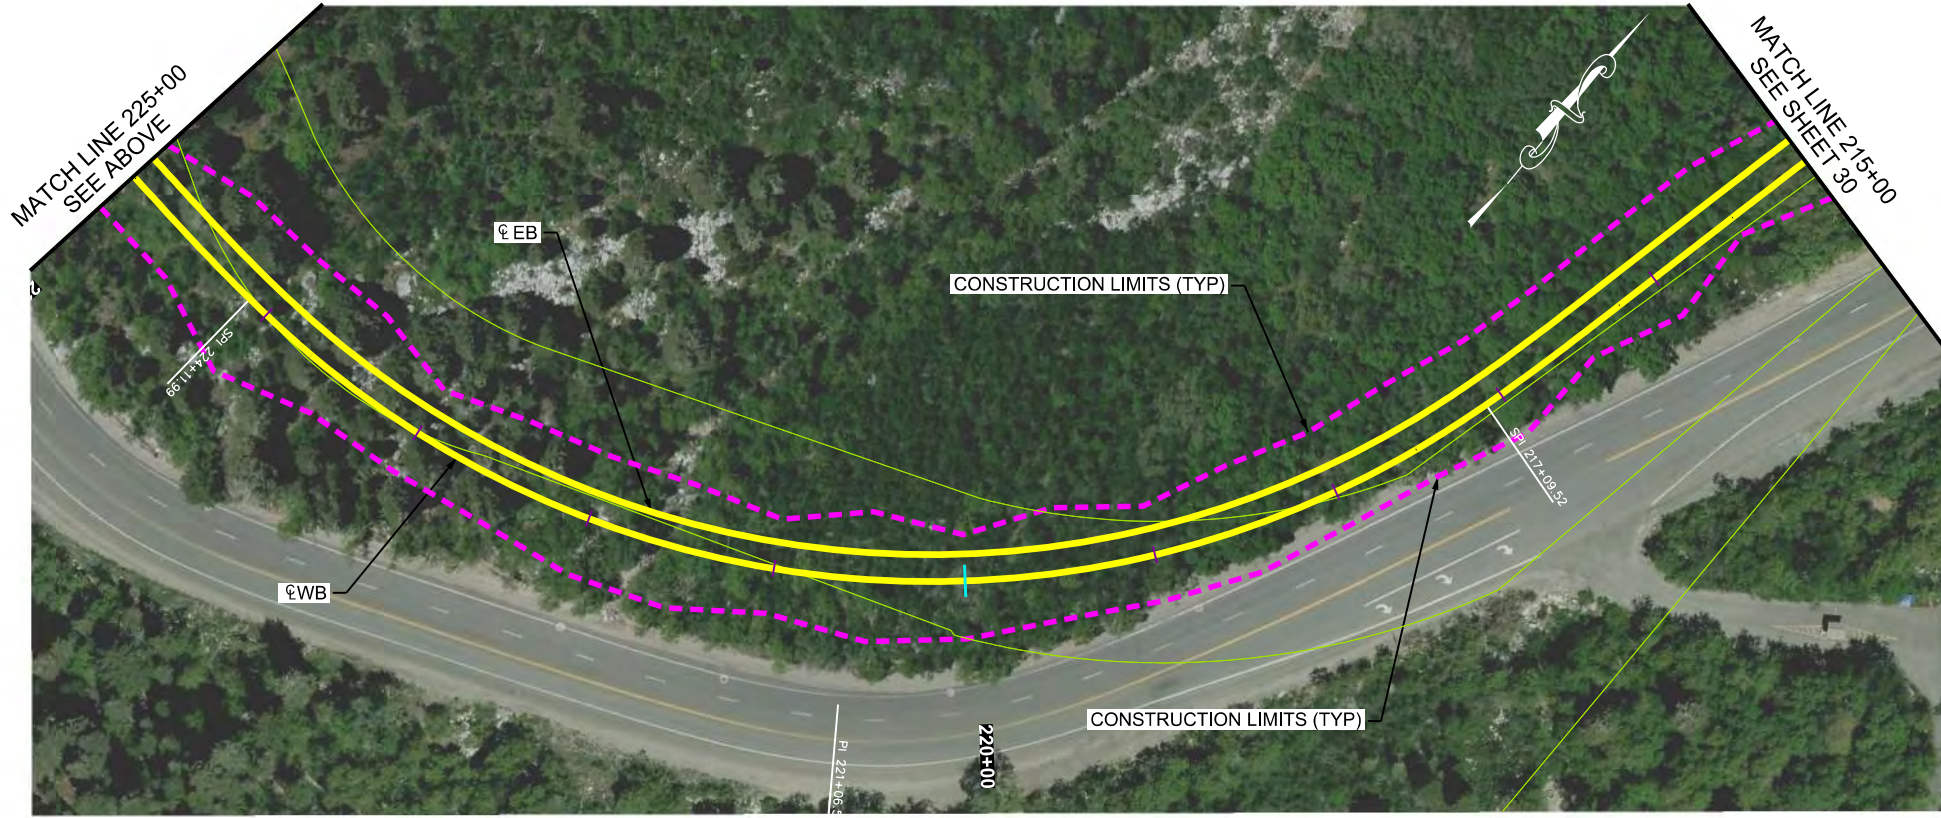 MATCH LINE 225+00
SEE ABOVE
MATCH LINE 215+00
SEE SHEET 30
℄ EB
CONSTRUCTION LIMITS (TYP)
SPI 224+11.99
SPI 217+09.52
℄ WB
CONSTRUCTION LIMITS (TYP)
220+00
PI 221+06.5